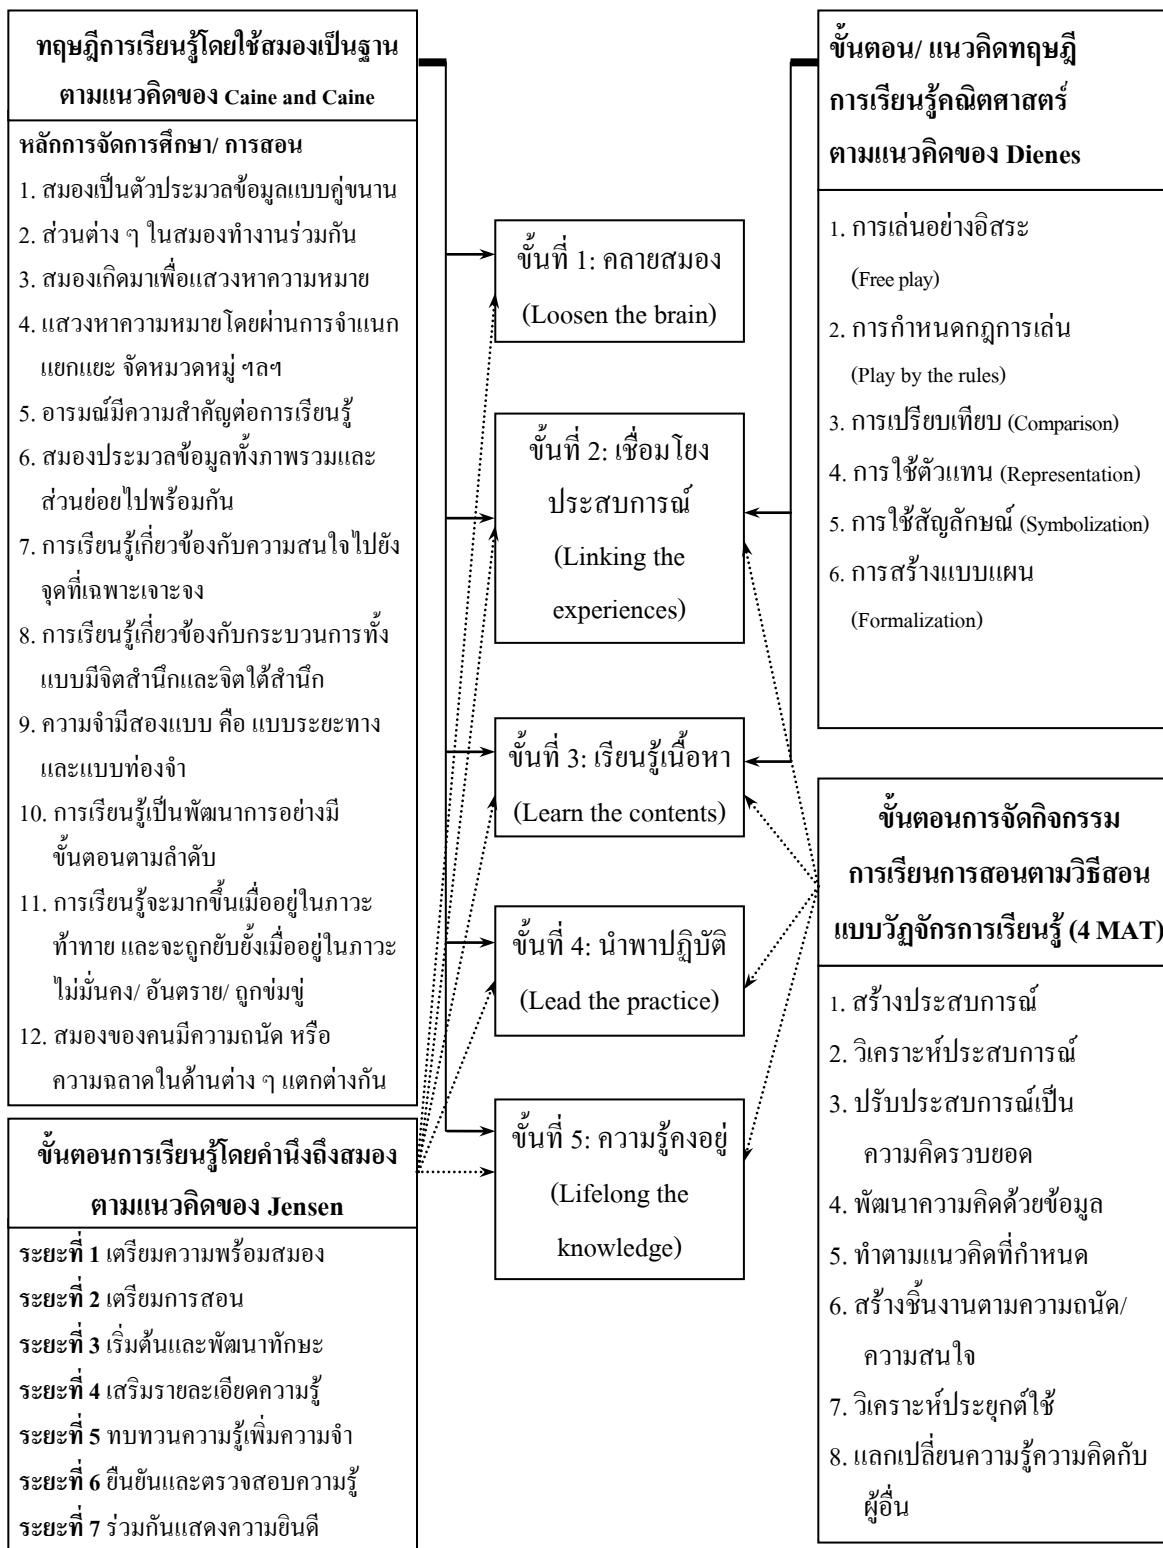 ทฤษฎีการเรียนรู้โดยใช้สมองเป็นฐาน
ตามแนวคิดของ Caine and Caine
หลักการจัดการศึกษา/ การสอน
1. สมองเป็นตัวประมวลข้อมูลแบบคู่ขนาน
2. ส่วนต่าง ๆ ในสมองทำงานร่วมกัน
3. สมองเกิดมาเพื่อแสวงหาความหมาย
4. แสวงหาความหมายโดยผ่านการจำแนก
แยกแยะ จัดหมวดหมู่ ฯลฯ
5. อารมณ์มีความสำคัญต่อการเรียนรู้
6. สมองประมวลข้อมูลทั้งภาพรวมและ
ส่วนย่อยไปพร้อมกัน
7. การเรียนรู้เกี่ยวข้องกับความสนใจไปยัง
จุดที่เฉพาะเจาะจง
8. การเรียนรู้เกี่ยวข้องกับกระบวนการทั้ง
แบบมีจิตสำนึกและจิตใต้สำนึก
9. ความจำมีสองแบบ คือ แบบระยะทาง
และแบบท่องจำ
10. การเรียนรู้เป็นพัฒนาการอย่างมี
ขั้นตอนตามลำดับ
11. การเรียนรู้จะมากขึ้นเมื่ออยู่ในภาวะ
ท้าทาย และจะถูกยับยั้งเมื่ออยู่ในภาวะ
ไม่มั่นคง/ อันตราย/ ถูกข่มขู่
12. สมองของคนมีความถนัด หรือ
ความฉลาดในด้านต่าง ๆ แตกต่างกัน
ขั้นตอนการเรียนรู้โดยคำนึงถึงสมอง
ตามแนวคิดของ Jensen
ระยะที่ 1 เตรียมความพร้อมสมอง
ระยะที่ 2 เตรียมการสอน
ระยะที่ 3 เริ่มต้นและพัฒนาทักษะ
ระยะที่ 4 เสริมรายละเอียดความรู้
ระยะที่ 5 ทบทวนความรู้เพิ่มความจำ
ระยะที่ 6 ยืนยันและตรวจสอบความรู้
ระยะที่ 7 ร่วมกันแสดงความยินดี
ขั้นที่ 1: คลายสมอง
(Loosen the brain)
ขั้นที่ 2: เชื่อมโยง
ประสบการณ์
(Linking the
experiences)
ขั้นที่ 3: เรียนรู้เนื้อหา
(Learn the contents)
ขั้นที่ 4: นำพาปฏิบัติ
(Lead the practice)
ขั้นที่ 5: ความรู้คงอยู่
(Lifelong the
knowledge)
ขั้นตอน/ แนวคิดทฤษฎี
การเรียนรู้คณิตศาสตร์
ตามแนวคิดของ Dienes
1. การเล่นอย่างอิสระ
(Free play)
2. การกำหนดกฎการเล่น
(Play by the rules)
3. การเปรียบเทียบ (Comparison)
4. การใช้ตัวแทน (Representation)
5. การใช้สัญลักษณ์ (Symbolization)
6. การสร้างแบบแผน
(Formalization)
ขั้นตอนการจัดกิจกรรม
การเรียนการสอนตามวิธีสอน
แบบวัฏจักรการเรียนรู้ (4 MAT)
1. สร้างประสบการณ์
2. วิเคราะห์ประสบการณ์
3. ปรับประสบการณ์เป็น
ความคิดรวบยอด
4. พัฒนาความคิดด้วยข้อมูล
5. ทำตามแนวคิดที่กำหนด
6. สร้างชิ้นงานตามความถนัด/
ความสนใจ
7. วิเคราะห์ประยุกต์ใช้
8. แลกเปลี่ยนความรู้ความคิดกับ
ผู้อื่น